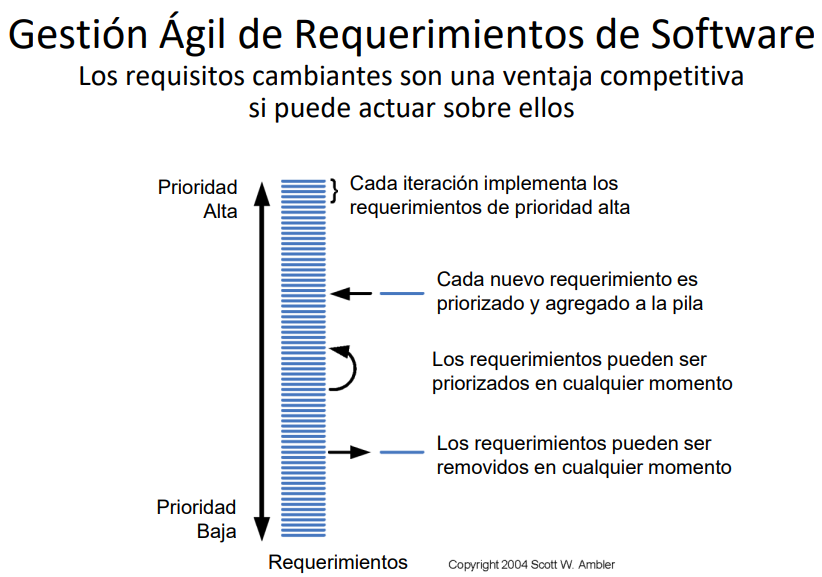 Gestión Ágil de Requerimientos de Software
Los requisitos cambiantes son una ventaja competitiva
si puede actuar sobre ellos
Prioridad
Alta
Cada iteración implementa los
requerimientos de prioridad alta
Cada nuevo requerimiento es
priorizado y agregado a la pila
Los requerimientos pueden ser
priorizados en cualquier momento
Los requerimientos pueden ser
removidos en cualquier momento
Prioridad
Baja
Requerimientos
Copyright 2004 Scott W. Ambler